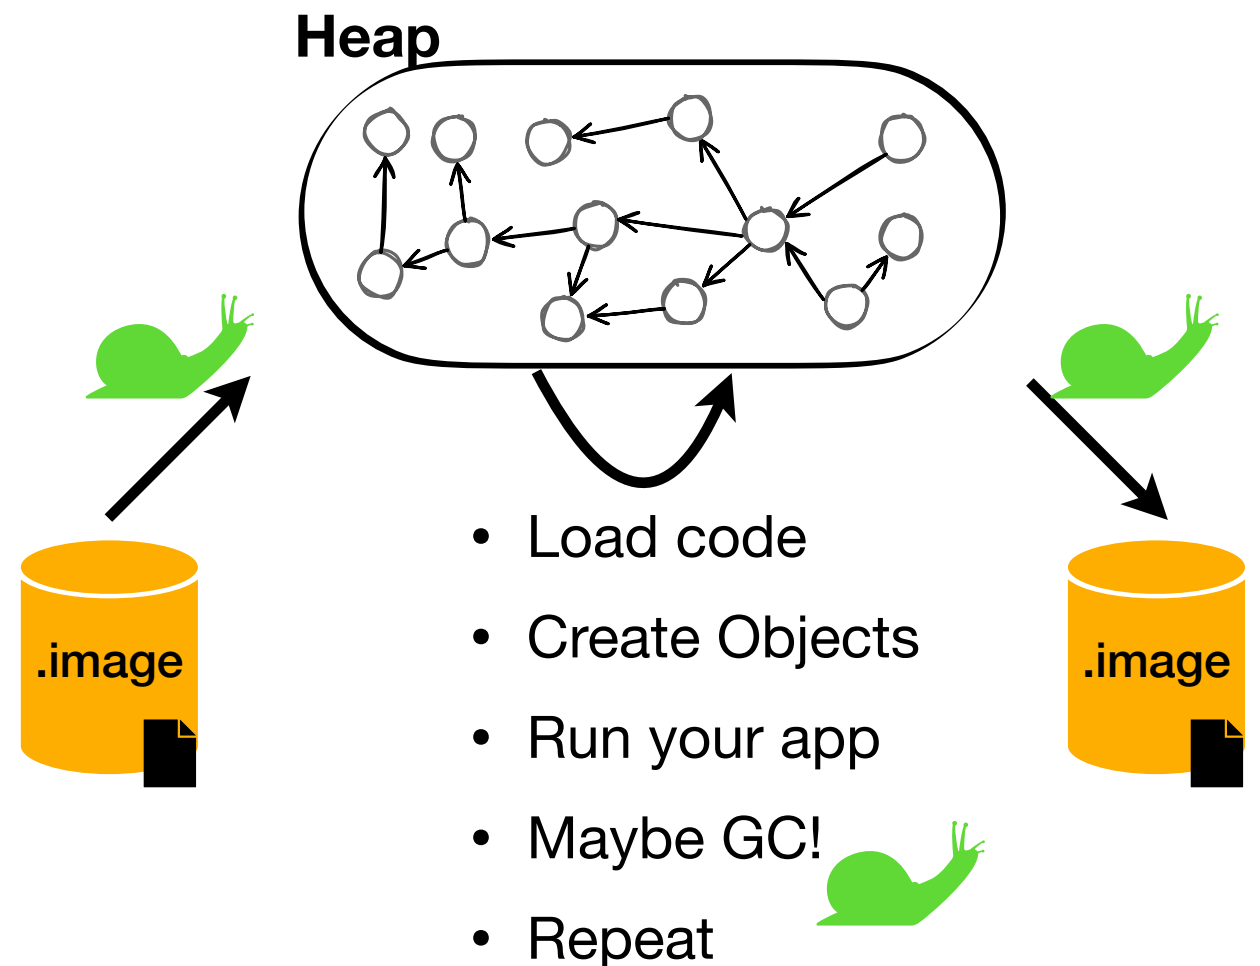 Heap
• Load code
• Create Objects
.image
.image
• Run your app
• Maybe GC!
• Repeat